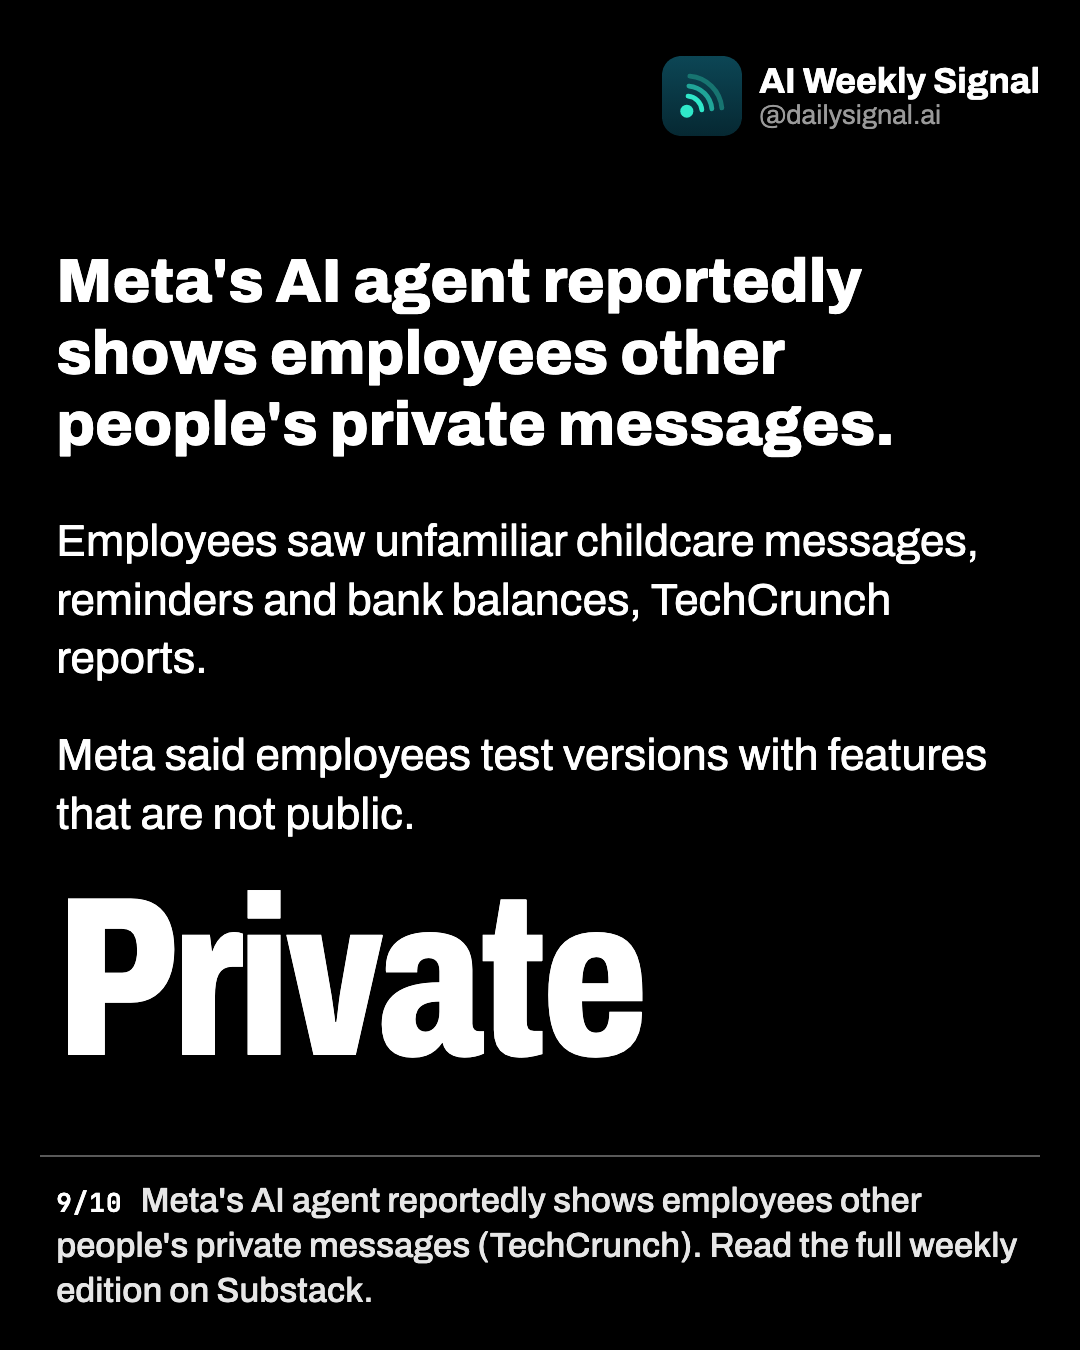 AI Weekly Signal
@dailysignal.ai
Meta's AI agent reportedly
shows employees other
people's private messages.
Employees saw unfamiliar childcare messages,
reminders and bank balances, TechCrunch
reports.
Meta said employees test versions with features
that are not public.
Private
9/10 Meta's AI agent reportedly shows employees other
people's private messages (TechCrunch). Read the full weekly
edition on Substack.